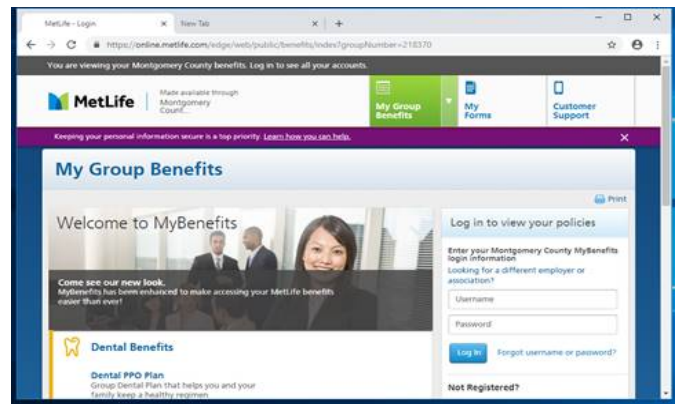 MetLife - Login
New Tab
https://online.metlife.com/edge/web/public/benefits/index?groupNumber=218370
You are viewing your Montgomery County benefits. Log in to see all your accounts.
MetLife
Made available through
Montgomery
Count...
My Group
Benefits
My
Forms
Customer
Support
Keeping your personal information secure is a top priority. Learn how you can help.
My Group Benefits
Print
Welcome to MyBenefits
Come see our new look.
MyBenefits has been enhanced to make accessing your MetLife benefits
easier than ever!
Dental Benefits
Dental PPO Plan
Group Dental Plan that helps you and your
family keep a healthy regimen
Log in to view your policies
Enter your Montgomery County MyBenefits
login information
Looking for a different employer or
association?
Username
Password
Log In
Forgot username or password?
Not Registered?